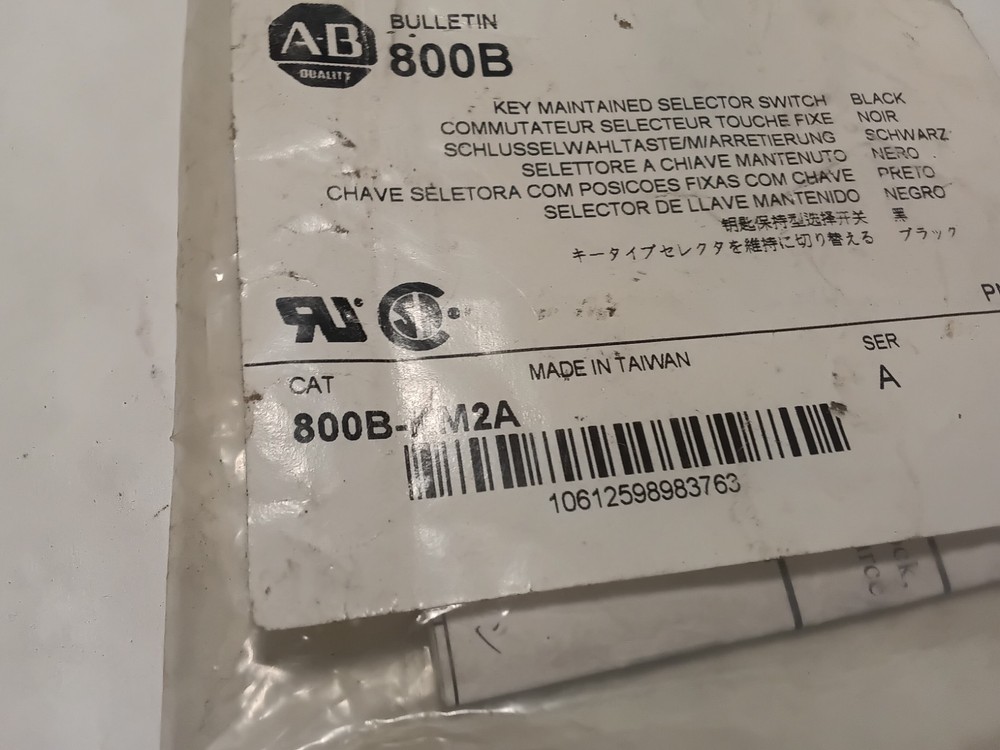 A-B
QUALITY
BULLETIN
800B
KEY MAINTAINED SELECTOR SWITCH BLACK
COMMUTATEUR SELECTEUR TOUCHE FIXE NOIR
SCHLUSSELWAHLTASTE/M/ARRETIERUNG SCHWARZ
SELETTORE A CHIAVE MANTENUTO NERO
CHAVE SELETORA COM POSICOES FIXAS COM CHAVE PRETO
SELECTOR DE LLAVE MANTENIDO NEGRO
钥匙保持型选择开关 黑
キータイプセレクタを維持に切り替える ブラック
CAT
MADE IN TAIWAN
SER
A
M2A
10612598983763
ck.